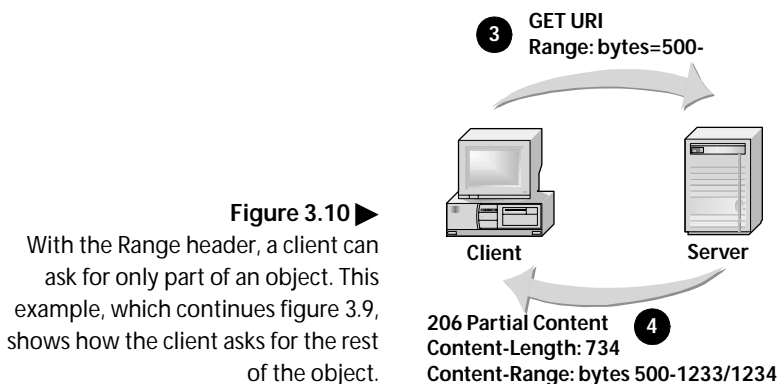 3
GET URI
Range: bytes=500-
Client
Server
206 Partial Content
4
Content-Length: 734
Content-Range: bytes 500-1233/1234
Figure 3.10
With the Range header, a client can
ask for only part of an object. This
example, which continues figure 3.9,
shows how the client asks for the rest
of the object.